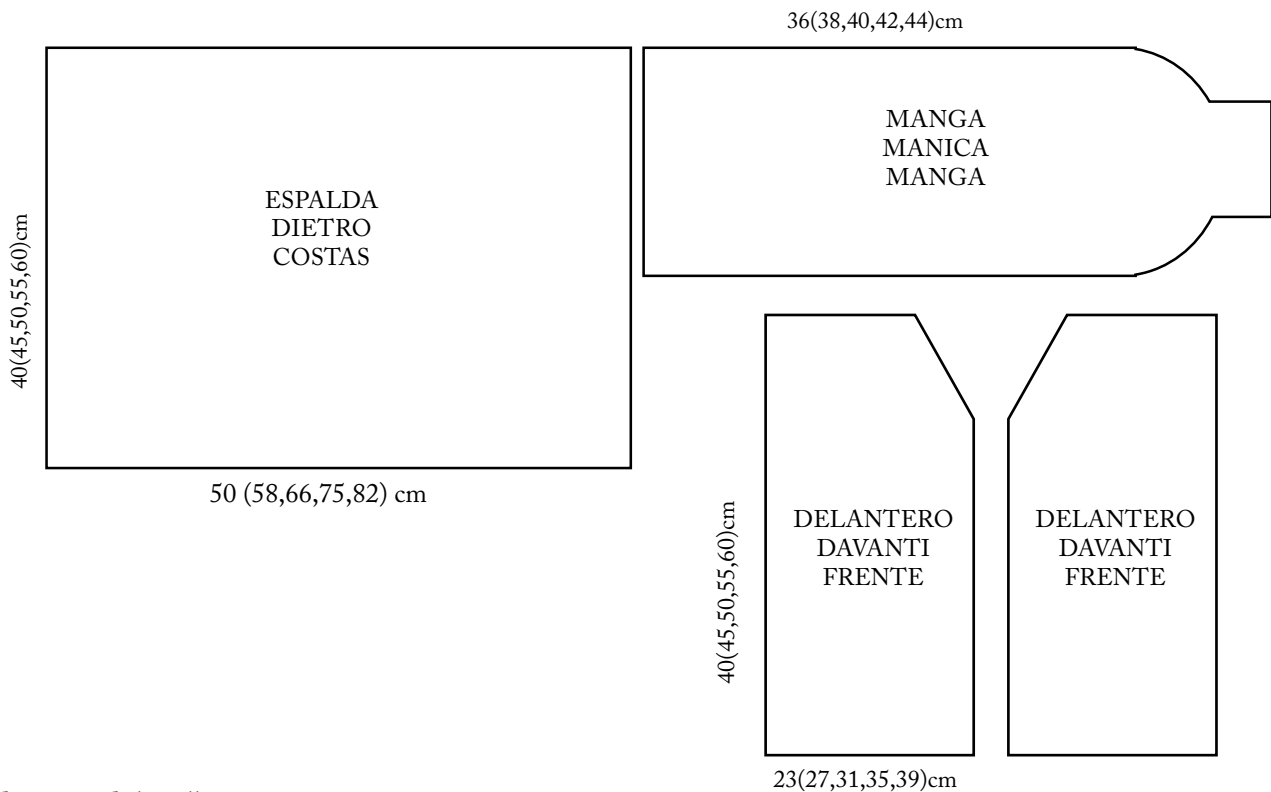 36(38,40,42,44)cm
MANGA
MANICA
MANGA
ESPALDA
DIETRO
COSTAS
40(45,50,55,60)cm
50 (58,66,75,82) cm
DELANTERO
DAVANTI
FRENTE
DELANTERO
DAVANTI
FRENTE
40(45,50,55,60)cm
23(27,31,35,39)cm